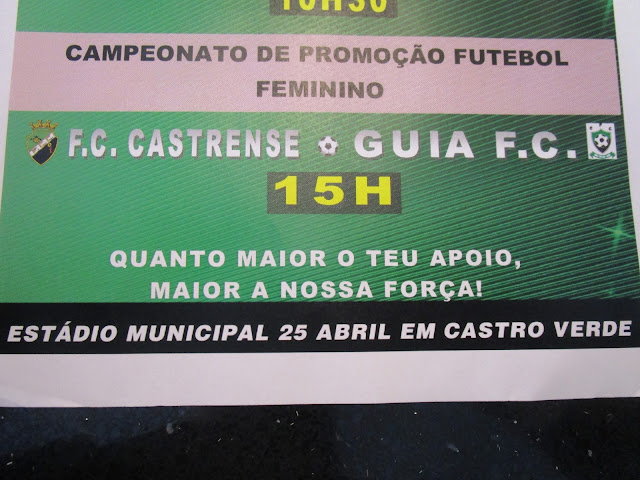 10H30
CAMPEONATO DE PROMOÇÃO FUTEBOL
FEMININO
F.C. CASTRENSE GUIA F.C.
15H
QUANTO MAIOR O TEU APOIO,
MAIOR A NOSSA FORÇA!
ESTÁDIO MUNICIPAL 25 ABRIL EM CASTRO VERDE